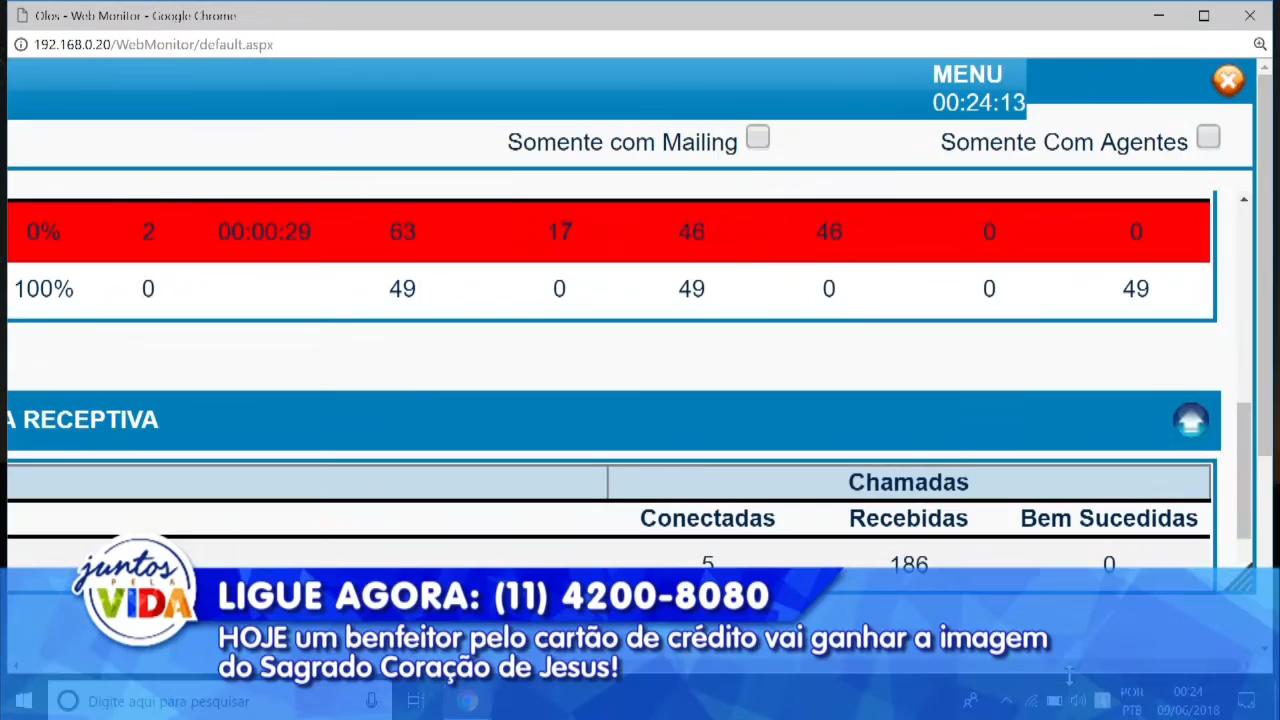 Olos - Web Monitor - Google Chrome
192.168.0.20/WebMonitor/default.aspx
MENU
00:24:13
Somente com Mailing
Somente Com Agentes
0% 2 00:00:29 63 17 46 46 0 0
100% 0 49 0 49 0 0 49
A RECEPTIVA
Chamadas
Conectadas Recebidas Bem Sucedidas
5 186 0
juntos
PELA
VIDA
LIGUE AGORA: (11) 4200-8080
HOJE um benfeitor pelo cartão de crédito vai ganhar a imagem
do Sagrado Coração de Jesus!
Digite aqui para pesquisar
POR
PTB
00:24
09/06/2018